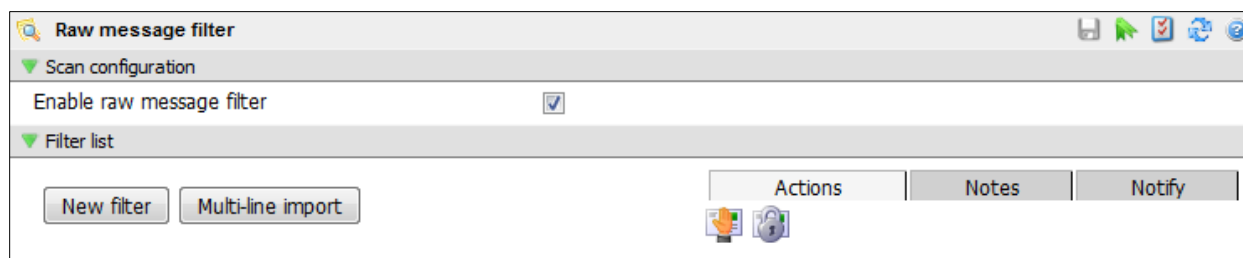 Raw message filter
Scan configuration
Enable raw message filter
Filter list
New filter Multi-line import Actions Notes Notify